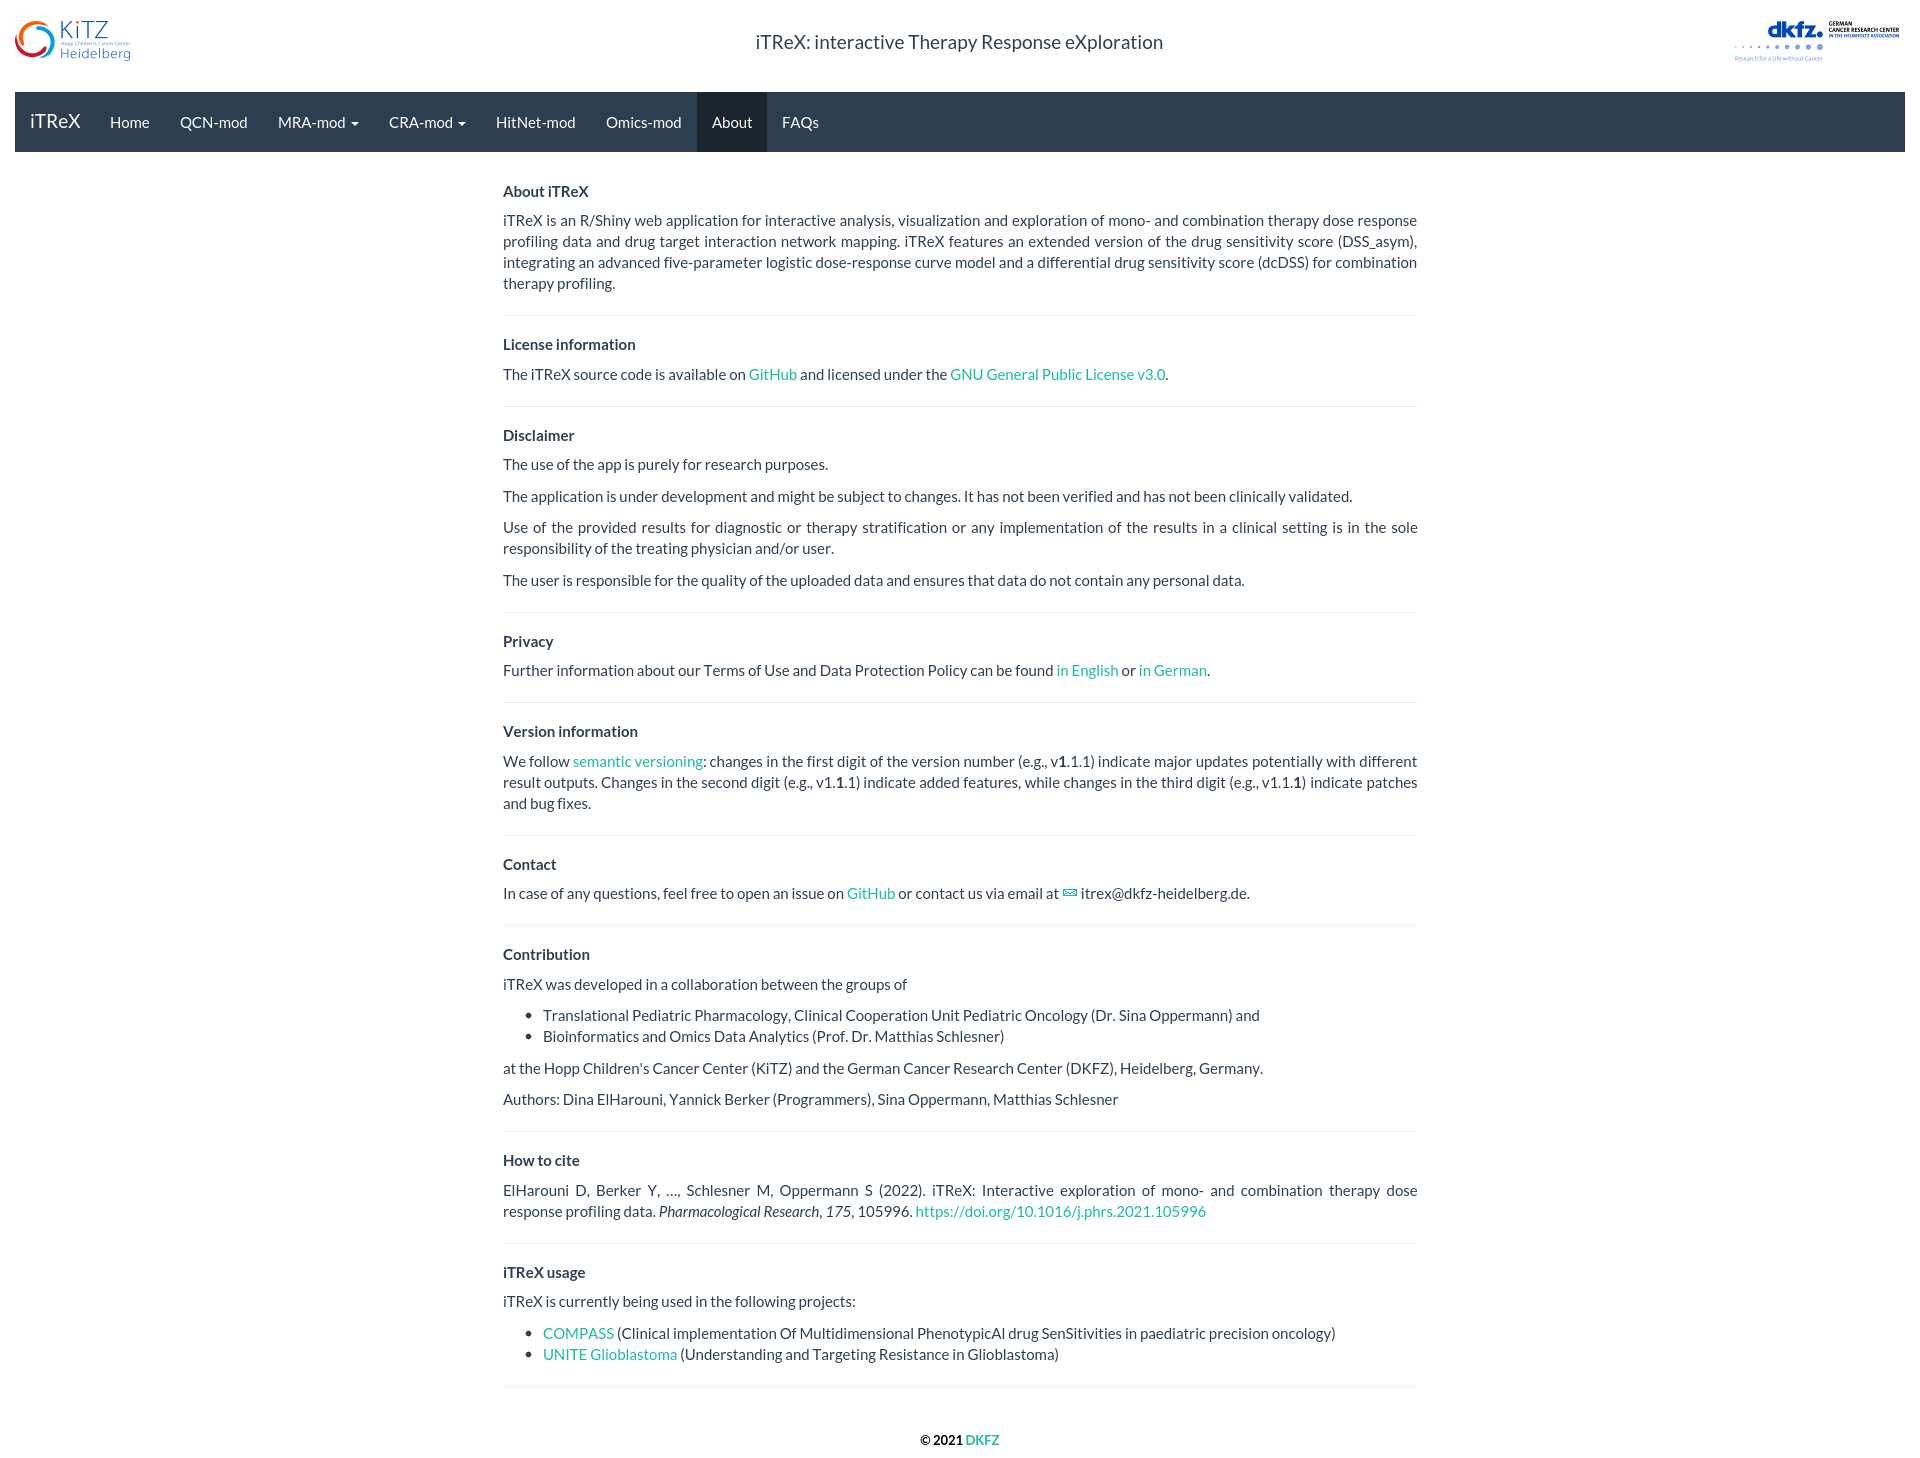 KiTZ
Hopp Children's Cancer Center
Heidelberg
iTReX: interactive Therapy Response eXploration
dkfz.
GERMAN
CANCER RESEARCH CENTER
IN THE HELMHOLTZ ASSOCIATION
Research for a Life without Cancer
iTReX Home QCN-mod MRA-mod CRA-mod HitNet-mod Omics-mod About FAQs
About iTReX
iTReX is an R/Shiny web application for interactive analysis, visualization and exploration of mono- and combination therapy dose response
profiling data and drug target interaction network mapping. iTReX features an extended version of the drug sensitivity score (DSS_asym),
integrating an advanced five-parameter logistic dose-response curve model and a differential drug sensitivity score (dcDSS) for combination
therapy profiling.
License information
The iTReX source code is available on GitHub and licensed under the GNU General Public License v3.0.
Disclaimer
The use of the app is purely for research purposes.
The application is under development and might be subject to changes. It has not been verified and has not been clinically validated.
Use of the provided results for diagnostic or therapy stratification or any implementation of the results in a clinical setting is in the sole
responsibility of the treating physician and/or user.
The user is responsible for the quality of the uploaded data and ensures that data do not contain any personal data.
Privacy
Further information about our Terms of Use and Data Protection Policy can be found in English or in German.
Version information
We follow semantic versioning: changes in the first digit of the version number (e.g., v1.1.1) indicate major updates potentially with different
result outputs. Changes in the second digit (e.g., v1.1.1) indicate added features, while changes in the third digit (e.g., v1.1.1) indicate patches
and bug fixes.
Contact
In case of any questions, feel free to open an issue on GitHub or contact us via email at itrex@dkfz-heidelberg.de.
Contribution
iTReX was developed in a collaboration between the groups of
• Translational Pediatric Pharmacology, Clinical Cooperation Unit Pediatric Oncology (Dr. Sina Oppermann) and
• Bioinformatics and Omics Data Analytics (Prof. Dr. Matthias Schlesner)
at the Hopp Children's Cancer Center (KiTZ) and the German Cancer Research Center (DKFZ), Heidelberg, Germany.
Authors: Dina ElHarouni, Yannick Berker (Programmers), Sina Oppermann, Matthias Schlesner
How to cite
ElHarouni D, Berker Y, ..., Schlesner M, Oppermann S (2022). iTReX: Interactive exploration of mono- and combination therapy dose
response profiling data. Pharmacological Research, 175, 105996. https://doi.org/10.1016/j.phrs.2021.105996
iTReX usage
iTReX is currently being used in the following projects:
• COMPASS (Clinical implementation Of Multidimensional PhenotypicAl drug SenSitivities in paediatric precision oncology)
• UNITE Glioblastoma (Understanding and Targeting Resistance in Glioblastoma)
© 2021 DKFZ